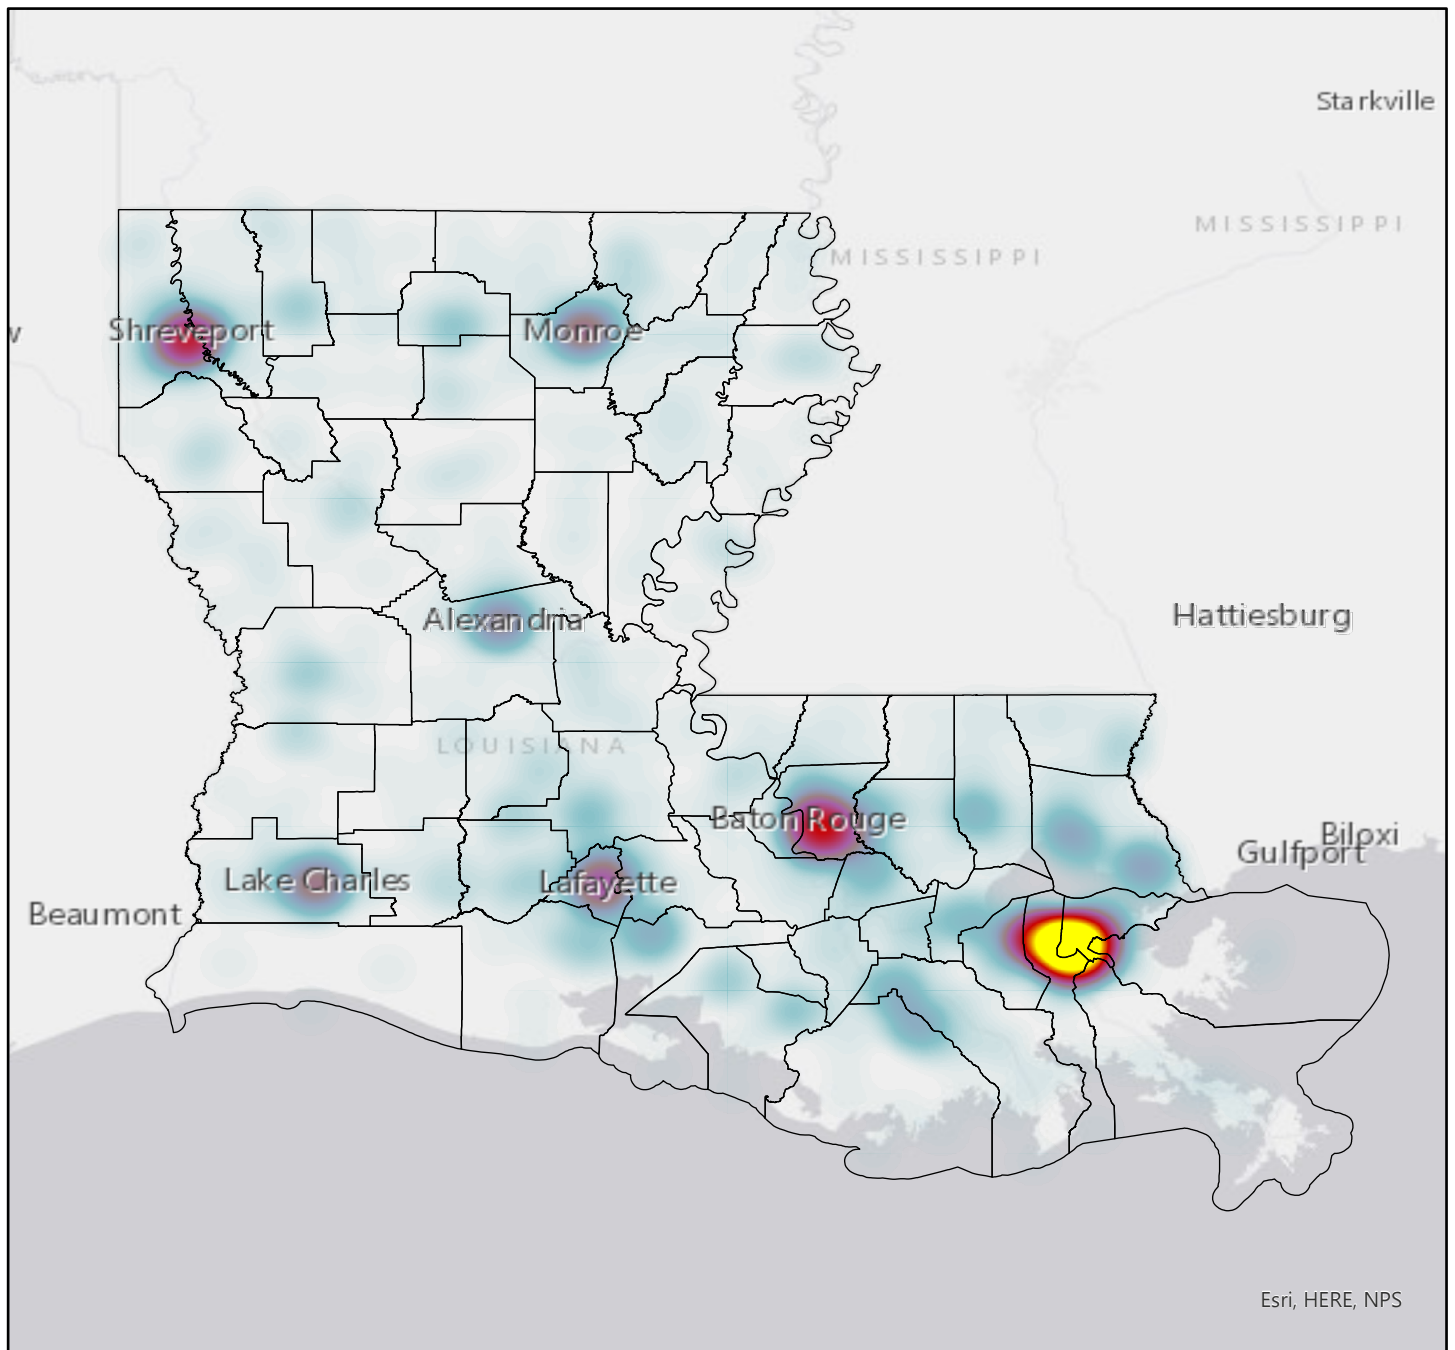 Starkville
MISSISSIPPI
MISSISSIPPI
w
Shreveport
Monroe
Alexandria
Hattiesburg
LOUISIANA
Baton Rouge
Biloxi
Gulfport
Lake Charles
Lafayette
Beaumont
Esri, HERE, NPS